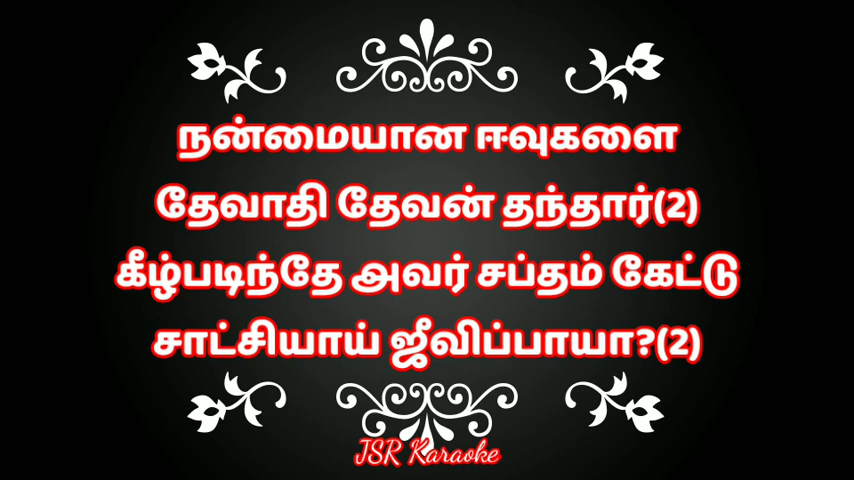 நன்மையான ஈவுகளை
தேவாதி தேவன் தந்தார்(2)
கீழ்படிந்தே அவர் சப்தம் கேட்டு
சாட்சியாய் ஜீவிப்பாயா?(2)
JSR Karaoke